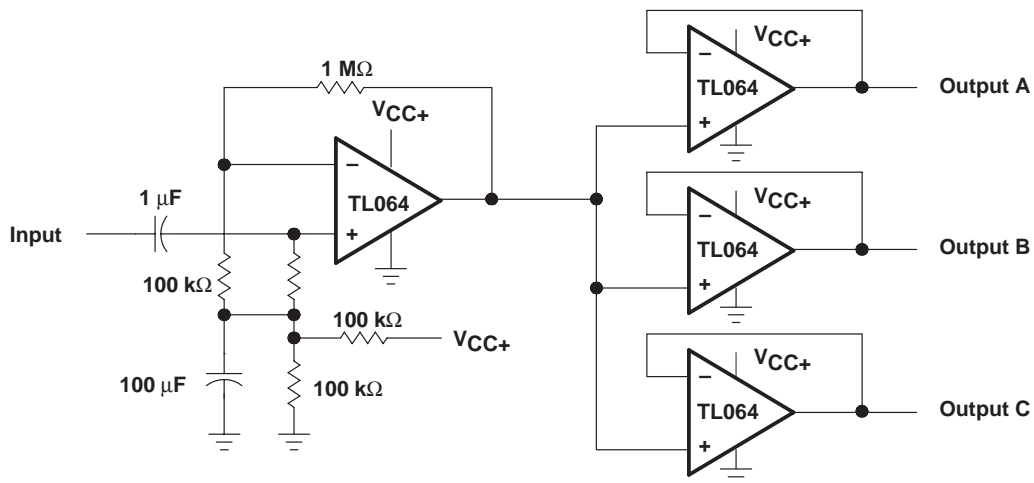 1 MΩ
VCC+
−
TL064
+
1 μF
Input
100 kΩ
100 kΩ
VCC+
100 μF
100 kΩ
VCC+
−
TL064
+
Output A
VCC+
−
TL064
+
Output B
VCC+
−
TL064
+
Output C